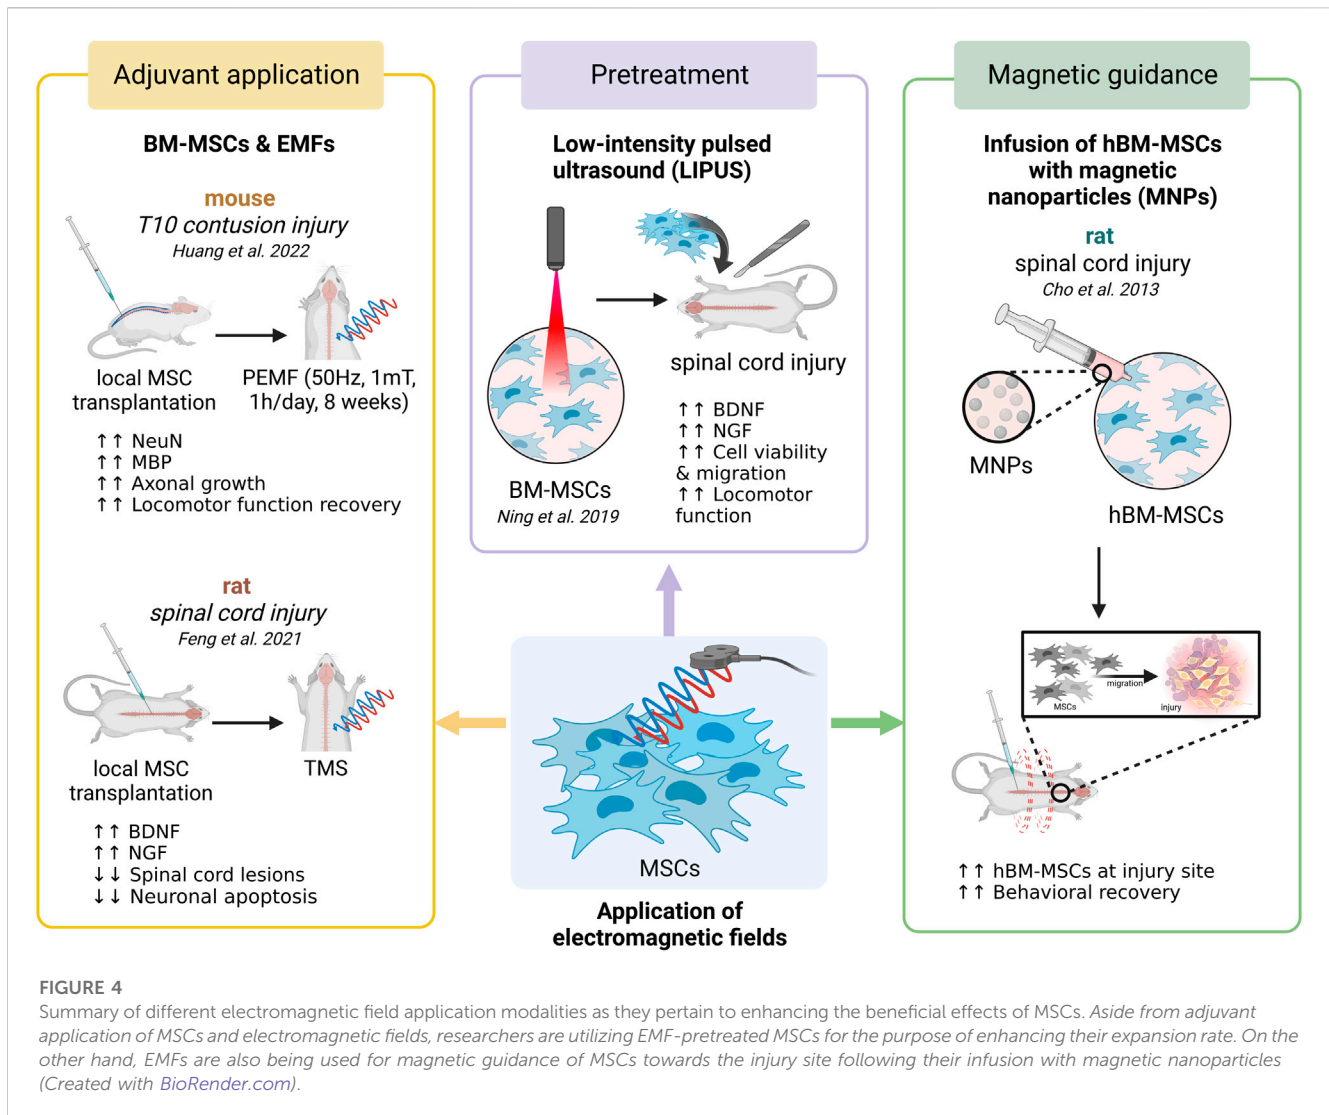 Adjuvant application
BM-MSCs & EMFs
mouse
T10 contusion injury
Huang et al. 2022
local MSC
transplantation
PEMF (50Hz, 1mT,
1h/day, 8 weeks)
↑↑ NeuN
↑↑ MBP
↑↑ Axonal growth
↑↑ Locomotor function recovery
rat
spinal cord injury
Feng et al. 2021
local MSC
transplantation
TMS
↑↑ BDNF
↑↑ NGF
↓↓ Spinal cord lesions
↓↓ Neuronal apoptosis
Pretreatment
Low-intensity pulsed
ultrasound (LIPUS)
BM-MSCs
Ning et al. 2019
spinal cord injury
↑↑ BDNF
↑↑ NGF
↑↑ Cell viability
& migration
↑↑ Locomotor
function
MSCs
Application of
electromagnetic fields
Magnetic guidance
Infusion of hBM-MSCs
with magnetic
nanoparticles (MNPs)
rat
spinal cord injury
Cho et al. 2013
MNPs
hBM-MSCs
MSCs
migration
injury
↑↑ hBM-MSCs at injury site
↑↑ Behavioral recovery
FIGURE 4
Summary of different electromagnetic field application modalities as they pertain to enhancing the beneficial effects of MSCs. Aside from adjuvant
application of MSCs and electromagnetic fields, researchers are utilizing EMF-pretreated MSCs for the purpose of enhancing their expansion rate. On the
other hand, EMFs are also being used for magnetic guidance of MSCs towards the injury site following their infusion with magnetic nanoparticles
(Created with BioRender.com).